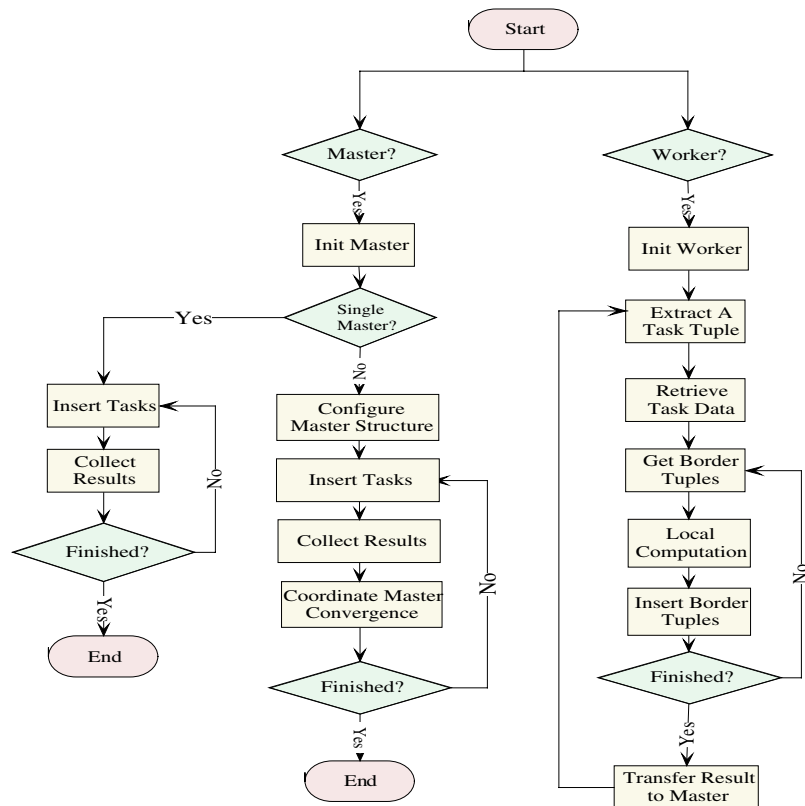 Start
Master?
Worker?
Yes
Yes
Init Master
Init Worker
Single
Master?
Yes
No
Extract A
Task Tuple
Insert Tasks
Configure
Master Structure
Retrieve
Task Data
Collect
Results
No
Insert Tasks
Get Border
Tuples
Finished?
Collect Results
Local
Computation
Yes
Coordinate Master
Convergence
No
Insert Border
Tuples
No
End
Finished?
Finished?
Yes
Yes
End
Transfer Result
to Master